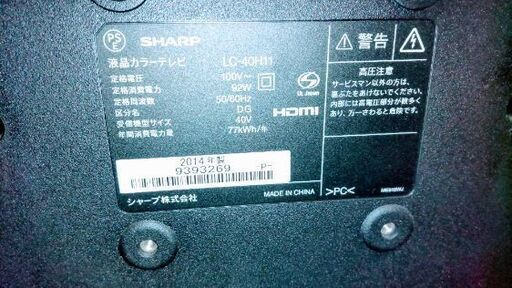 PS
E
SHARP
液晶カラーテレビ LC-40H11
定格電圧 100V～
定格消費電力 92W
定格周波数 50/60Hz
区分名 DG
受信機型サイズ 40V
年間消費電力量 77kWh/年
UL Japan
HDMI
2014年製
9393269 P-
シャープ株式会社
MADE IN CHINA
警告
高圧注意
サービスマン以外の方は、
裏ぶたをあけないでください。
内部には高電圧部分が数多く
あり、万一さわると危険です。
>PC<